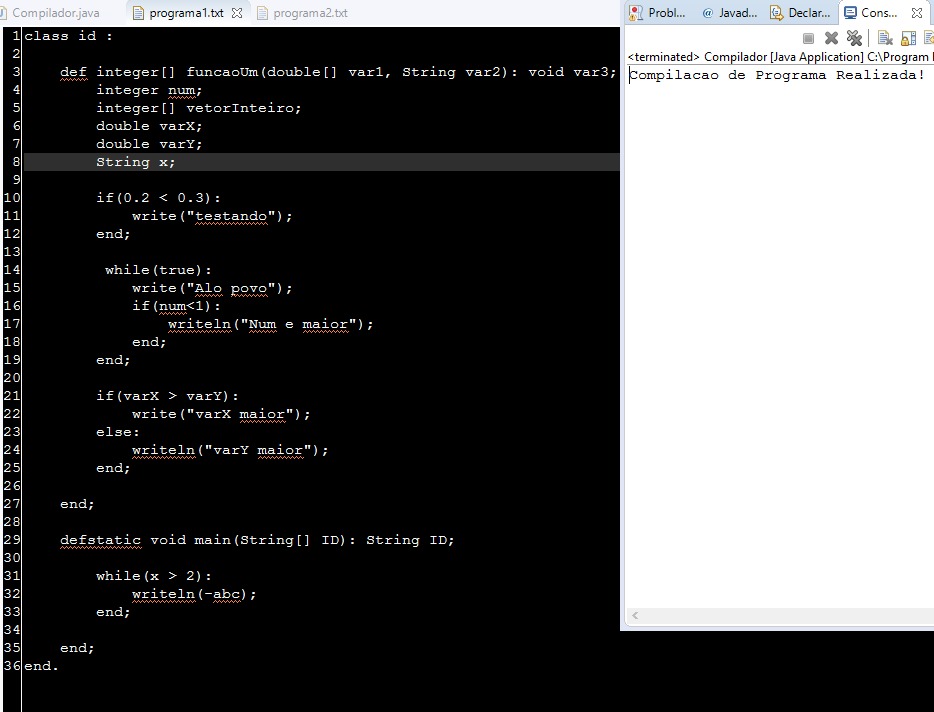 Compilador.java programa1.txt programa2.txt
Probl... @ Javad... Declar... Cons...
<terminated> Compilador [Java Application] C:\Program
Compilacao de Programa Realizada!
1 class id :
2
3 def integer[] funcaoUm(double[] var1, String var2): void var3;
4 integer num;
5 integer[] vetorInteiro;
6 double varX;
7 double varY;
8 String x;
9
10 if(0.2 < 0.3):
11 write("testando");
12 end;
13
14 while(true):
15 write("Alo povo");
16 if(num<1):
17 writeln("Num e maior");
18 end;
19 end;
20
21 if(varX > varY):
22 write("varX maior");
23 else:
24 writeln("varY maior");
25 end;
26
27 end;
28
29 defstatic void main(String[] ID): String ID;
30
31 while(x > 2):
32 writeln(-abc);
33 end;
34
35 end;
36 end.